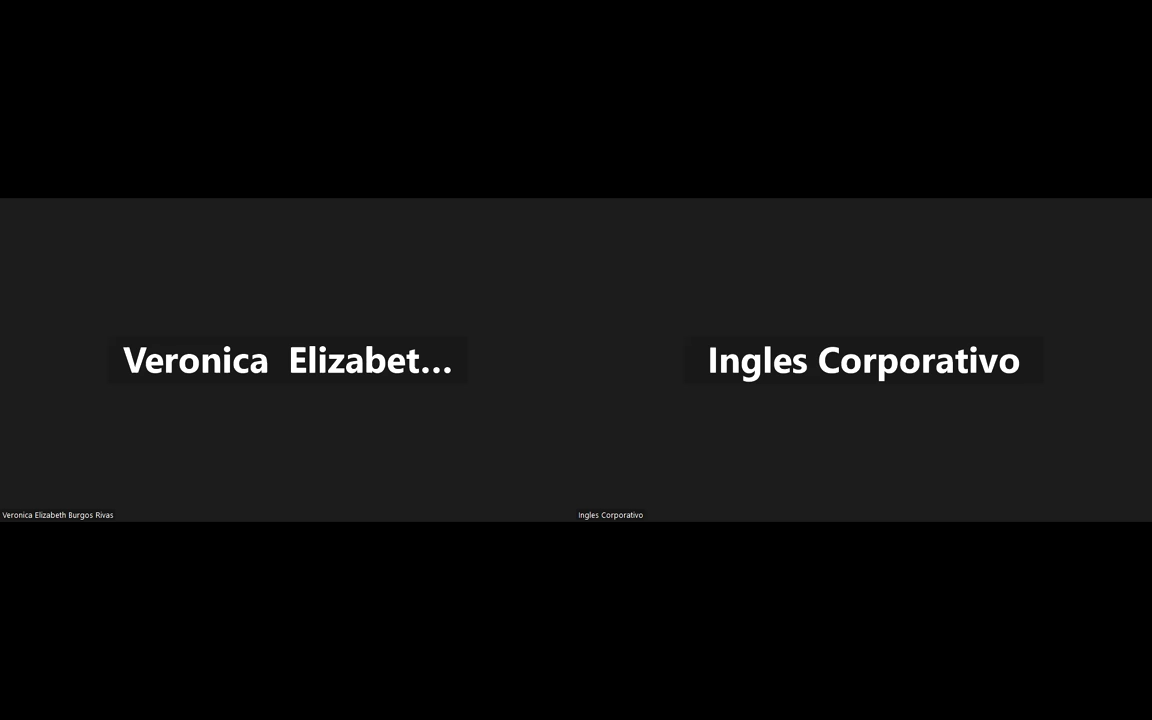 Veronica  Elizabet...
Ingles Corporativo
Veronica Elizabeth Burgos Rivas
Ingles Corporativo